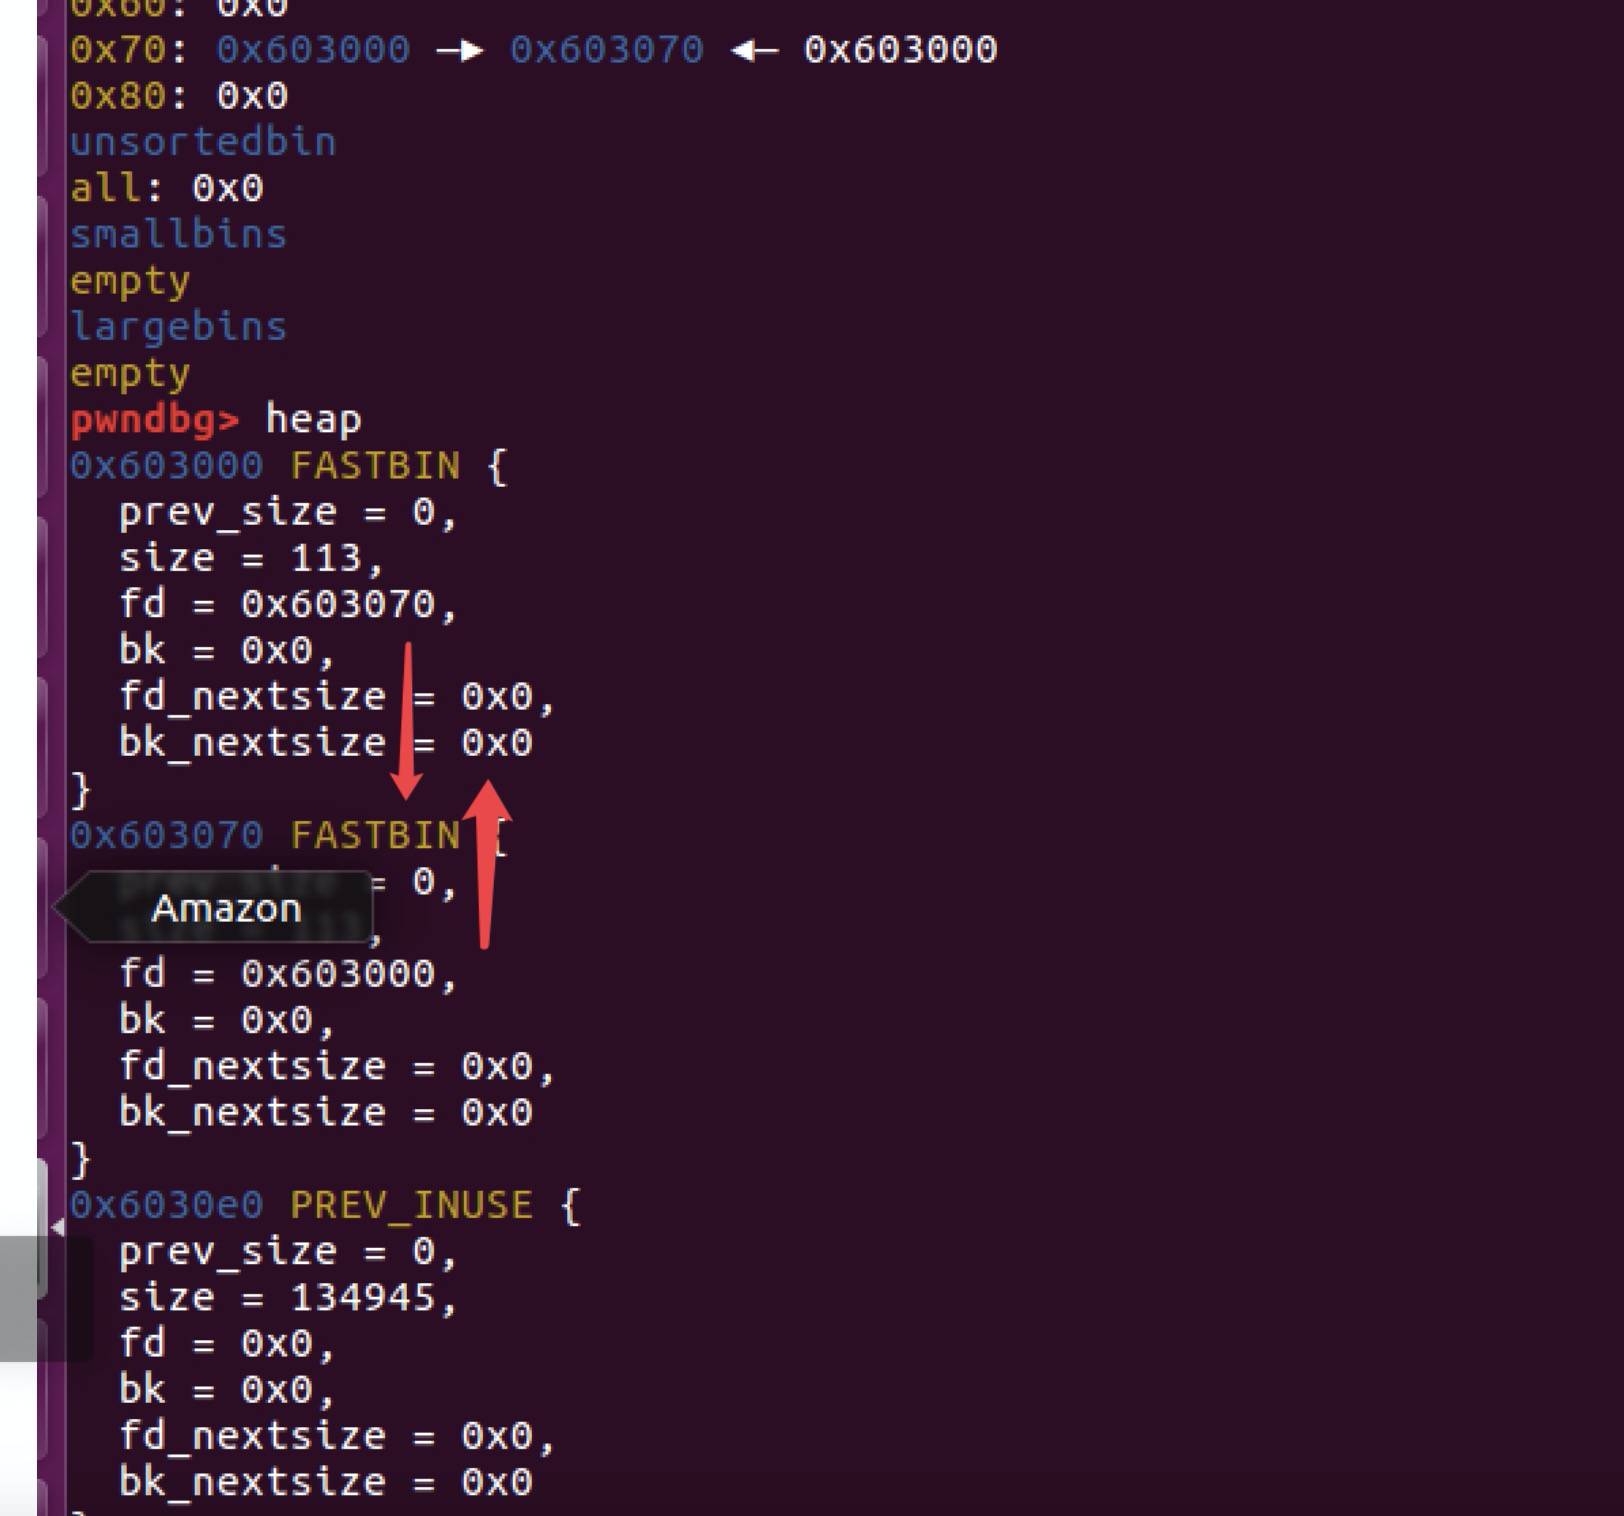 0x60: 0x0
0x70: 0x603000 —▸ 0x603070 ◂— 0x603000
0x80: 0x0
unsortedbin
all: 0x0
smallbins
empty
largebins
empty
pwndbg> heap
0x603000 FASTBIN {
  prev_size = 0,
  size = 113,
  fd = 0x603070,
  bk = 0x0,
  fd_nextsize = 0x0,
  bk_nextsize = 0x0
}
0x603070 FASTBIN {
  prev_size = 0,
Amazon
  size = 113,
  fd = 0x603000,
  bk = 0x0,
  fd_nextsize = 0x0,
  bk_nextsize = 0x0
}
0x6030e0 PREV_INUSE {
  prev_size = 0,
  size = 134945,
  fd = 0x0,
  bk = 0x0,
  fd_nextsize = 0x0,
  bk_nextsize = 0x0